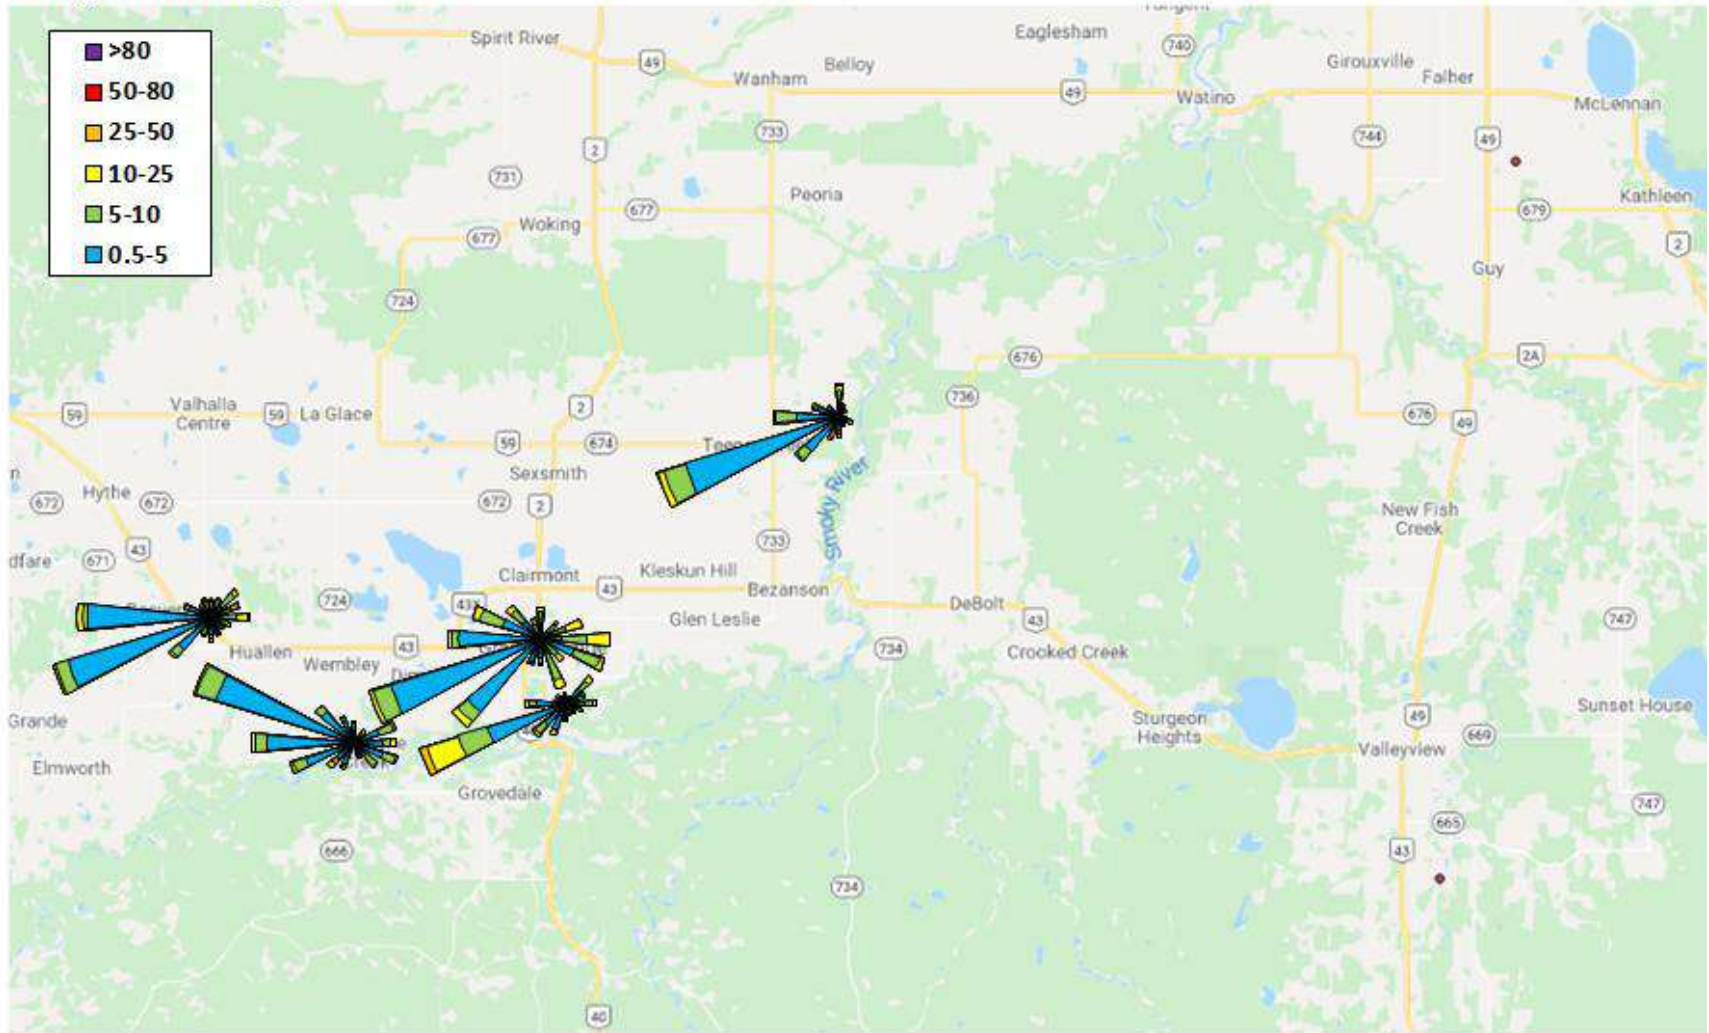 >80
50-80
25-50
10-25
5-10
0.5-5
Spirit River
49
Wanham
Belloy
Eaglesham
740
49
Watino
Girouxville
Falher
McLennan
2
733
744
49
731
Peoria
677
677
Woking
Kathleen
679
2
Guy
724
676
2A
59
Valhalla
Centre
59
La Glace
2
736
676
49
59
674
Sexsmith
Hythe
672
672
672
2
Smoky River
New Fish
Creek
43
671
733
Clairmont
43
Kleskun Hill
Bezanson
724
Glen Leslie
DeBolt
43
747
Huallen
43
Wembley
734
Crooked Creek
Grande
Sturgeon
Heights
49
669
Sunset House
Valleyview
Elmworth
Grovedale
747
665
666
43
734
40